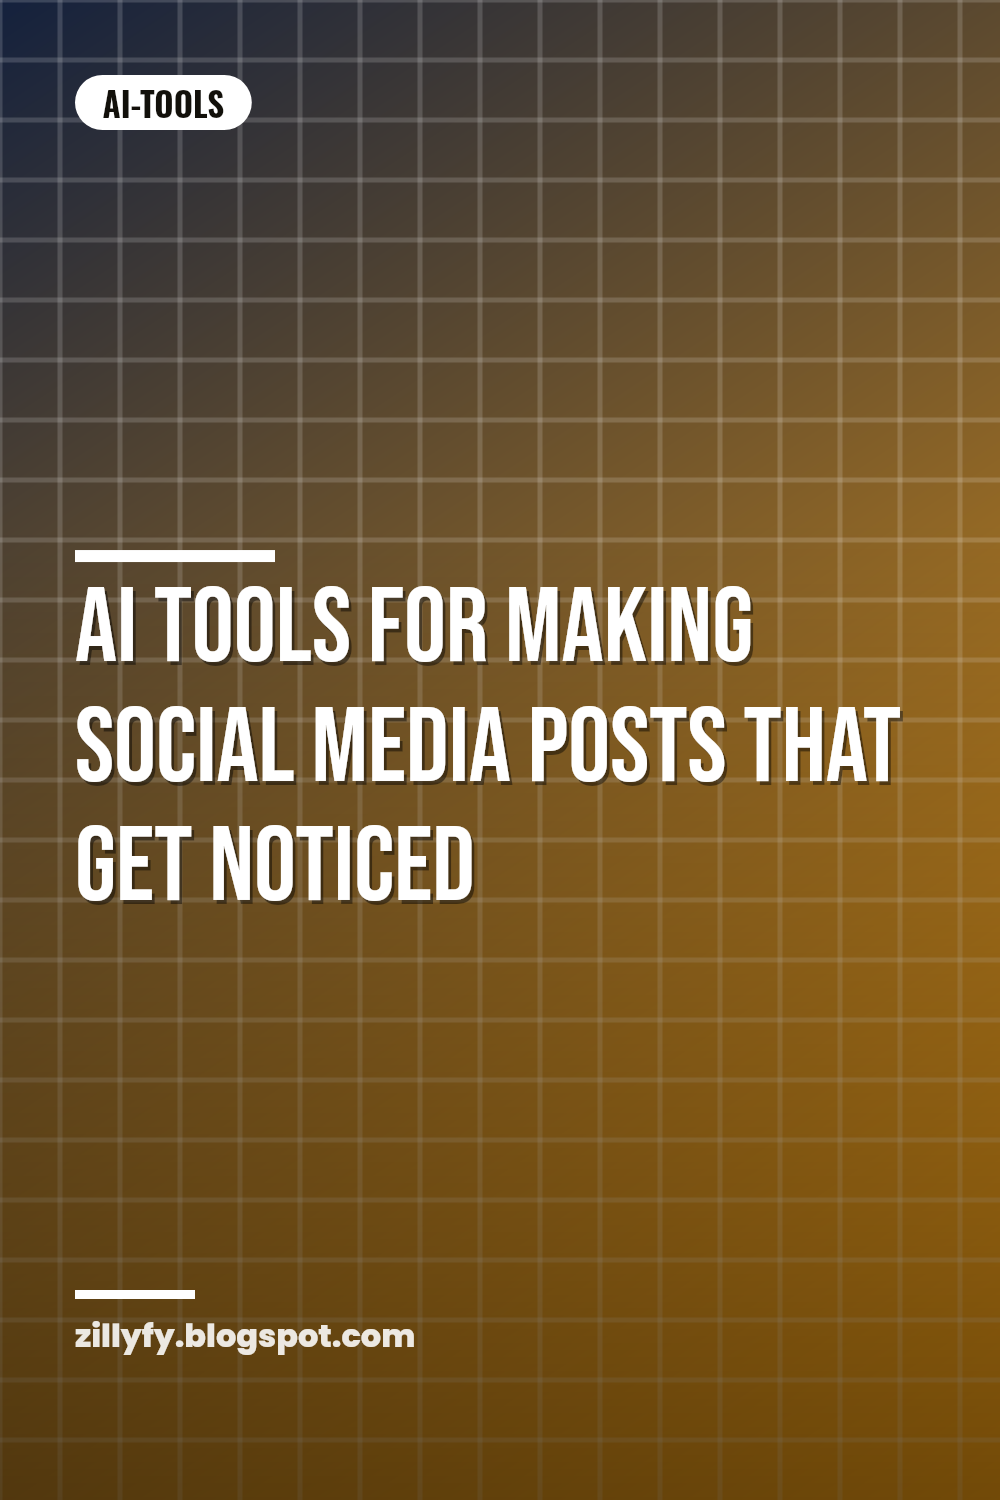 AI-TOOLS
AI TOOLS FOR MAKING
SOCIAL MEDIA POSTS THAT
GET NOTICED
zillyfy.blogspot.com